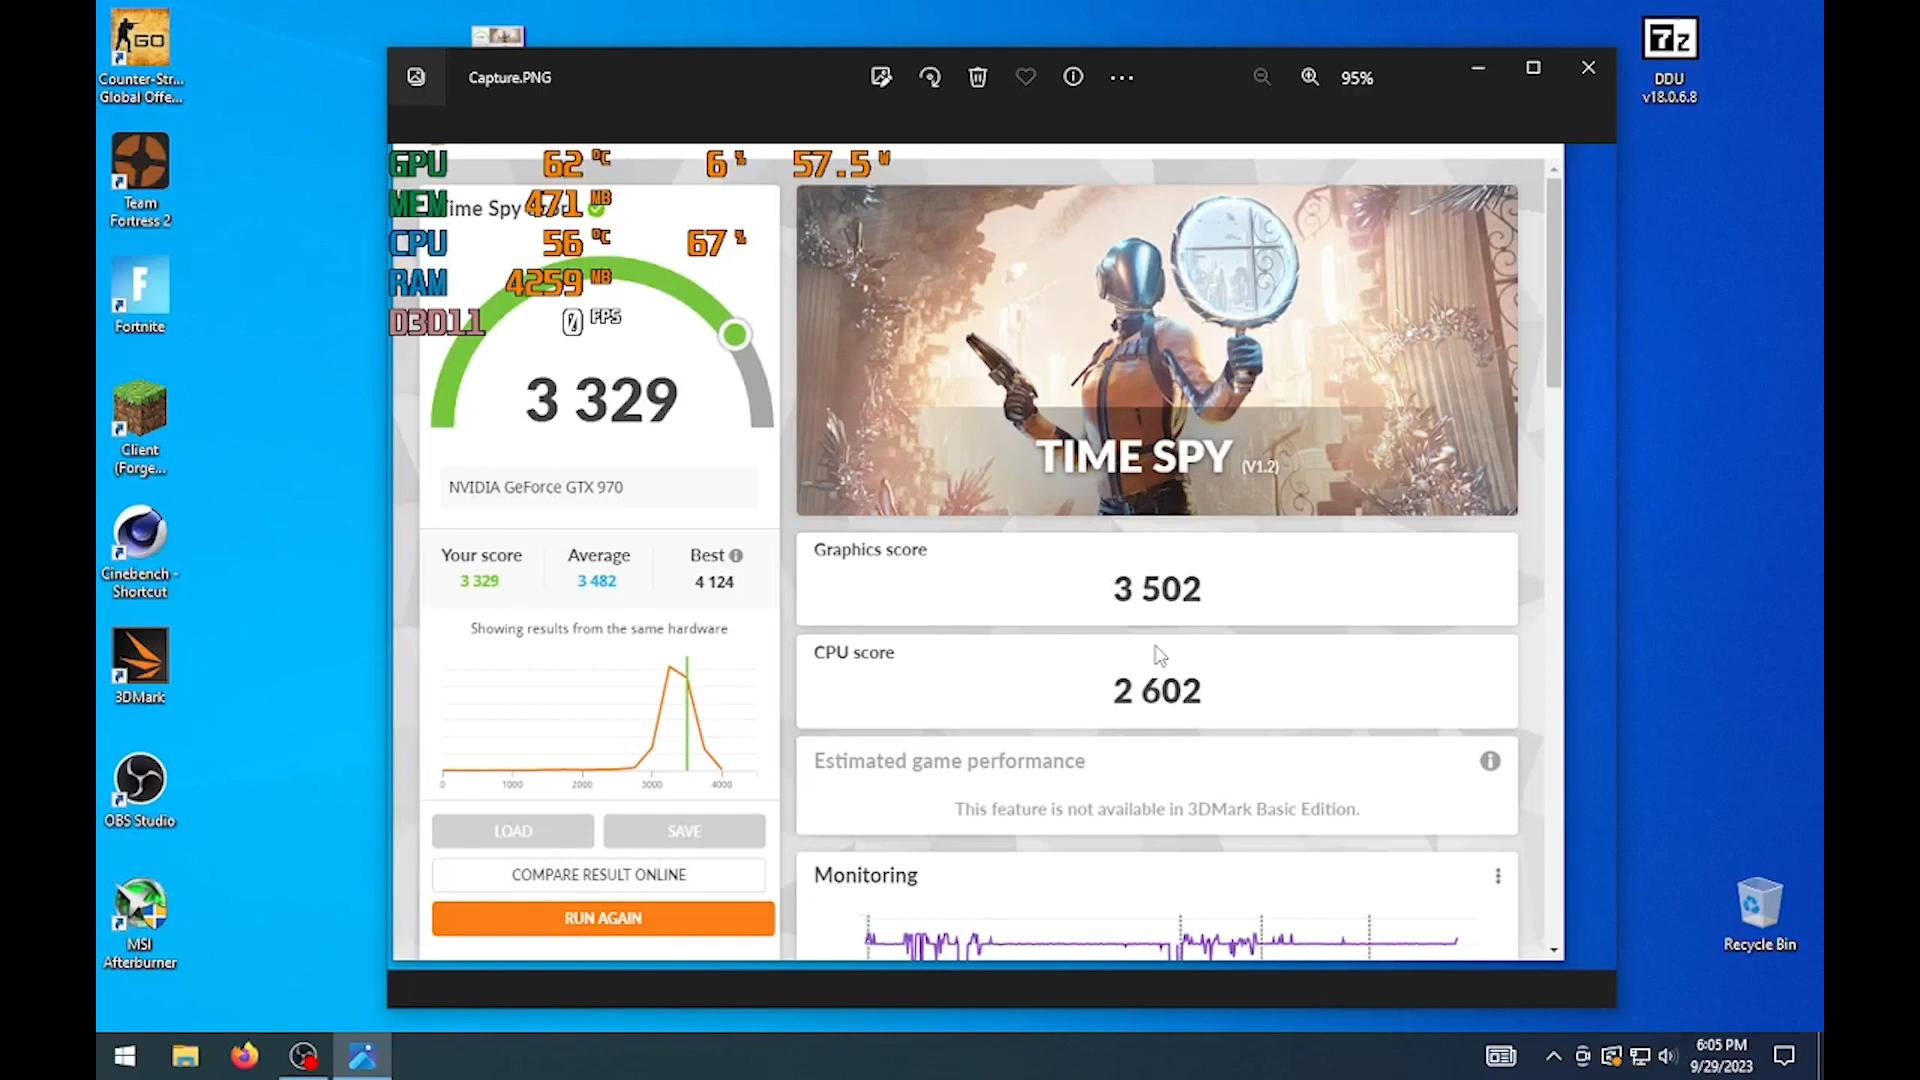 GO
Counter-Str...
Global Offe...
Team
Fortress 2
F
Fortnite
Client
(Forge...
Cinebench -
Shortcut
3DMark
OBS Studio
MSI
Afterburner
7z
DDU
v18.0.6.8
Recycle Bin
Capture.PNG
95%
GPU 62 °C 6 % 57.5 W
MEM 471 MB
CPU 56 °C 67 %
RAM 4259 MB
D3D11 0 FPS
ime Spy
3 329
NVIDIA GeForce GTX 970
Your score Average Best
3 329 3 482 4 124
Showing results from the same hardware
0 1000 2000 3000 4000
LOAD SAVE
COMPARE RESULT ONLINE
RUN AGAIN
TIME SPY (V1.2)
Graphics score
3 502
CPU score
2 602
Estimated game performance
This feature is not available in 3DMark Basic Edition.
Monitoring
6:05 PM
9/29/2023